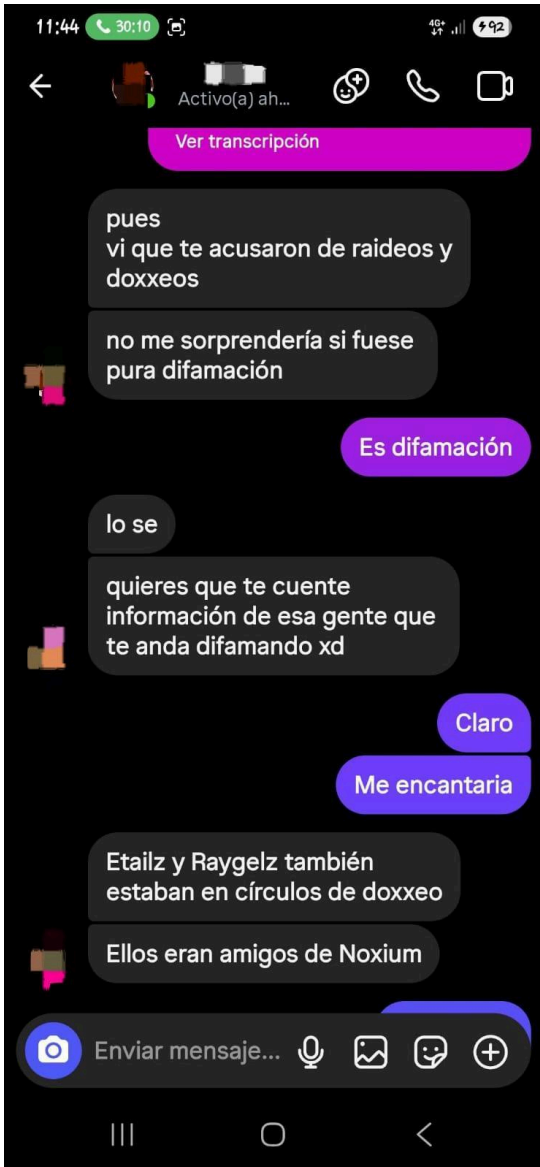 11:44
30:10
4G+
92
Activo(a) ah...
Ver transcripción
pues
vi que te acusaron de raideos y
doxxeos
no me sorprendería si fuese
pura difamación
Es difamación
lo se
quieres que te cuente
información de esa gente que
te anda difamando xd
Claro
Me encantaria
Etailz y Raygelz también
estaban en círculos de doxxeo
Ellos eran amigos de Noxium
Enviar mensaje...